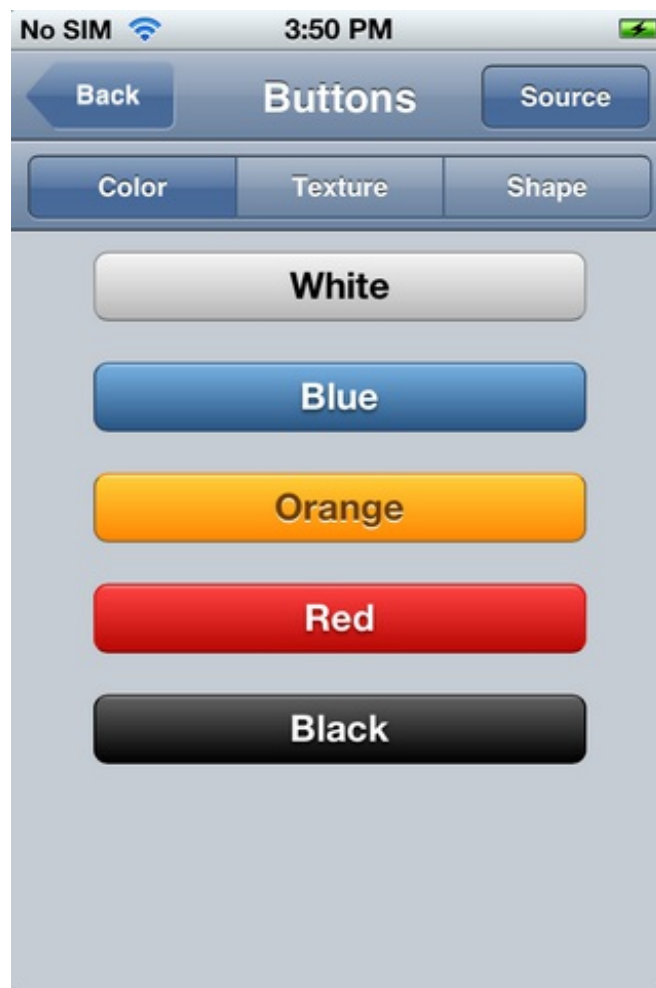 No SIM 3:50 PM
Back Buttons Source
Color Texture Shape
White
Blue
Orange
Red
Black